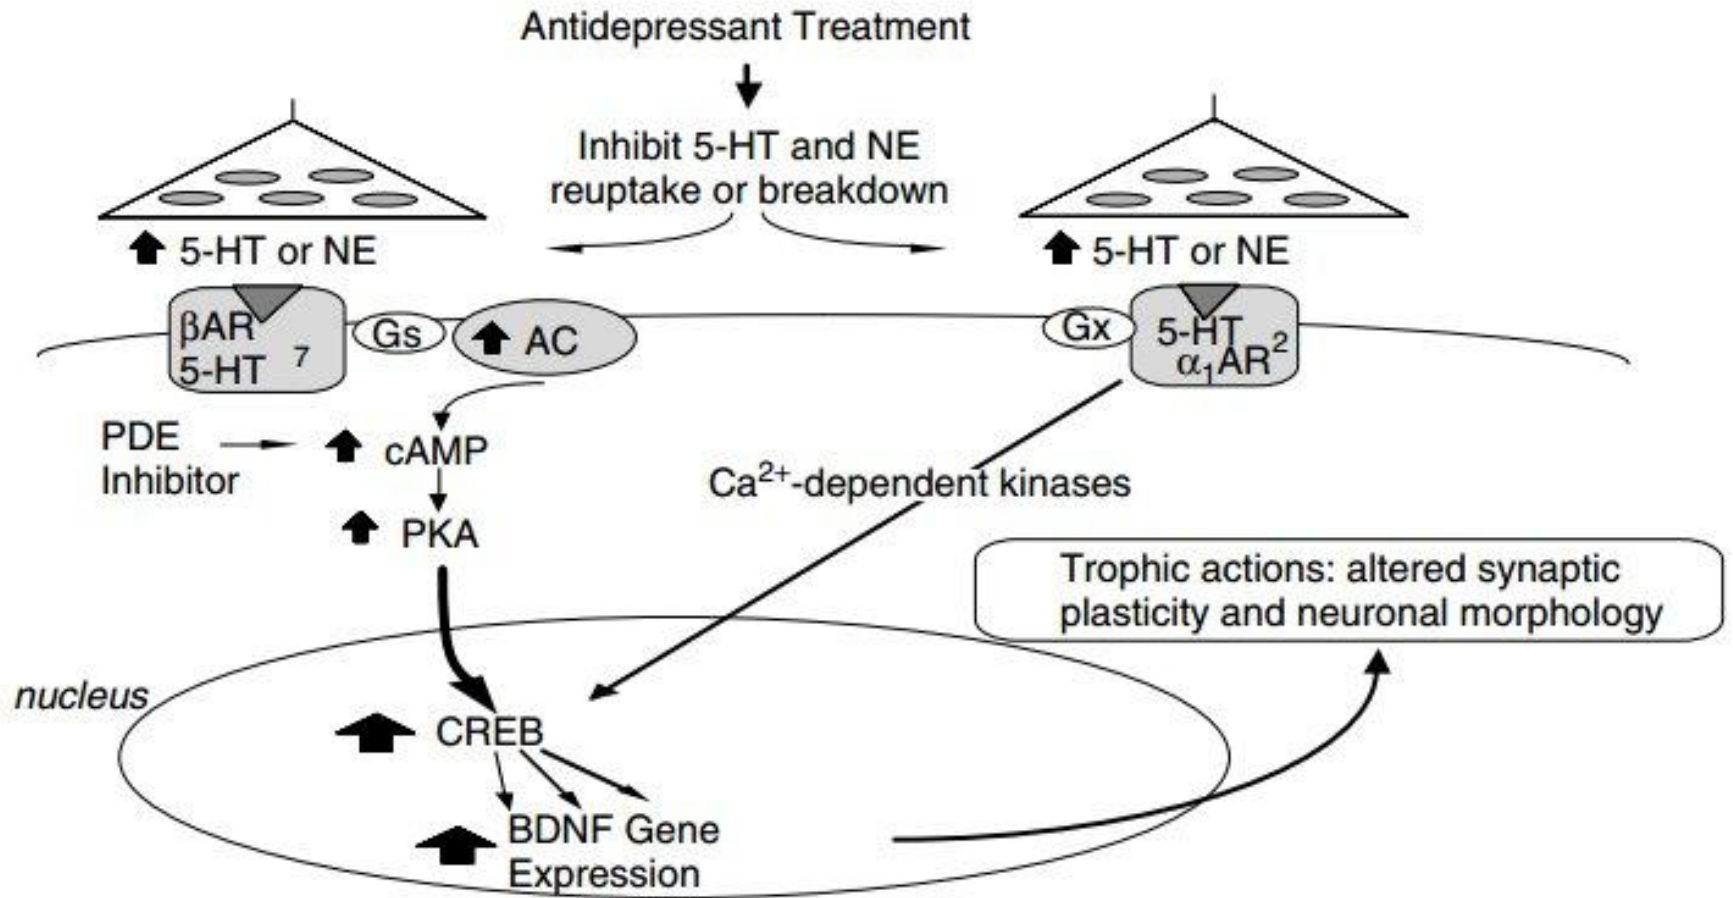 Antidepressant Treatment
Inhibit 5-HT and NE
reuptake or breakdown
5-HT or NE
5-HT or NE
βAR
5-HT 7
Gs
AC
Gx
5-HT
α₁AR²
PDE
Inhibitor
cAMP
PKA
Ca²⁺-dependent kinases
Trophic actions: altered synaptic
plasticity and neuronal morphology
nucleus
CREB
BDNF Gene
Expression